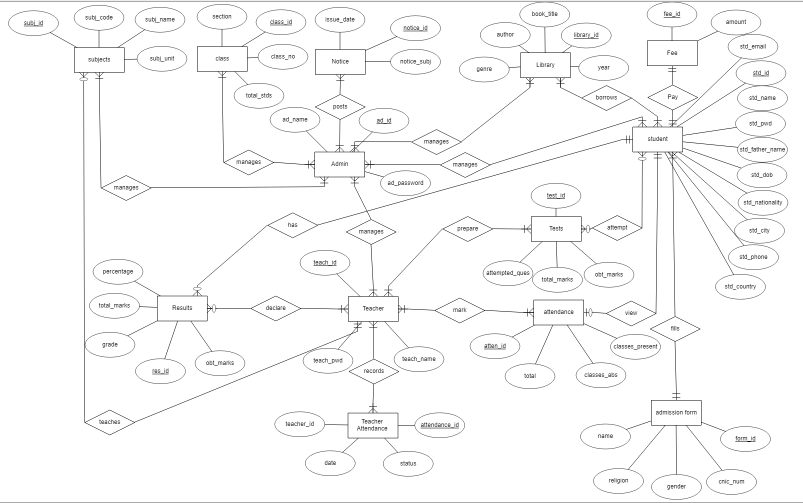 subj_id
subj_code
subj_name
subj_unit
subjects
section
class_id
class_no
total_stds
class
issue_date
notice_id
notice_subj
Notice
book_title
author
library_id
genre
year
Library
fee_id
amount
Fee
std_email
std_id
std_name
std_pwd
std_father_name
std_dob
std_nationality
std_city
std_phone
std_country
student
Pay
borrows
posts
ad_name
ad_id
ad_password
Admin
manages
manages
manages
manages
manages
has
test_id
Tests
attempted_ques
total_marks
obt_marks
prepare
attempt
teach_id
Teacher
teach_pwd
teach_name
percentage
total_marks
grade
res_id
obt_marks
Results
declare
mark
attendance
atten_id
total
classes_abs
classes_present
view
fills
records
teaches
Teacher
Attendance
teacher_id
attendance_id
date
status
admission form
name
form_id
religion
gender
cnic_num